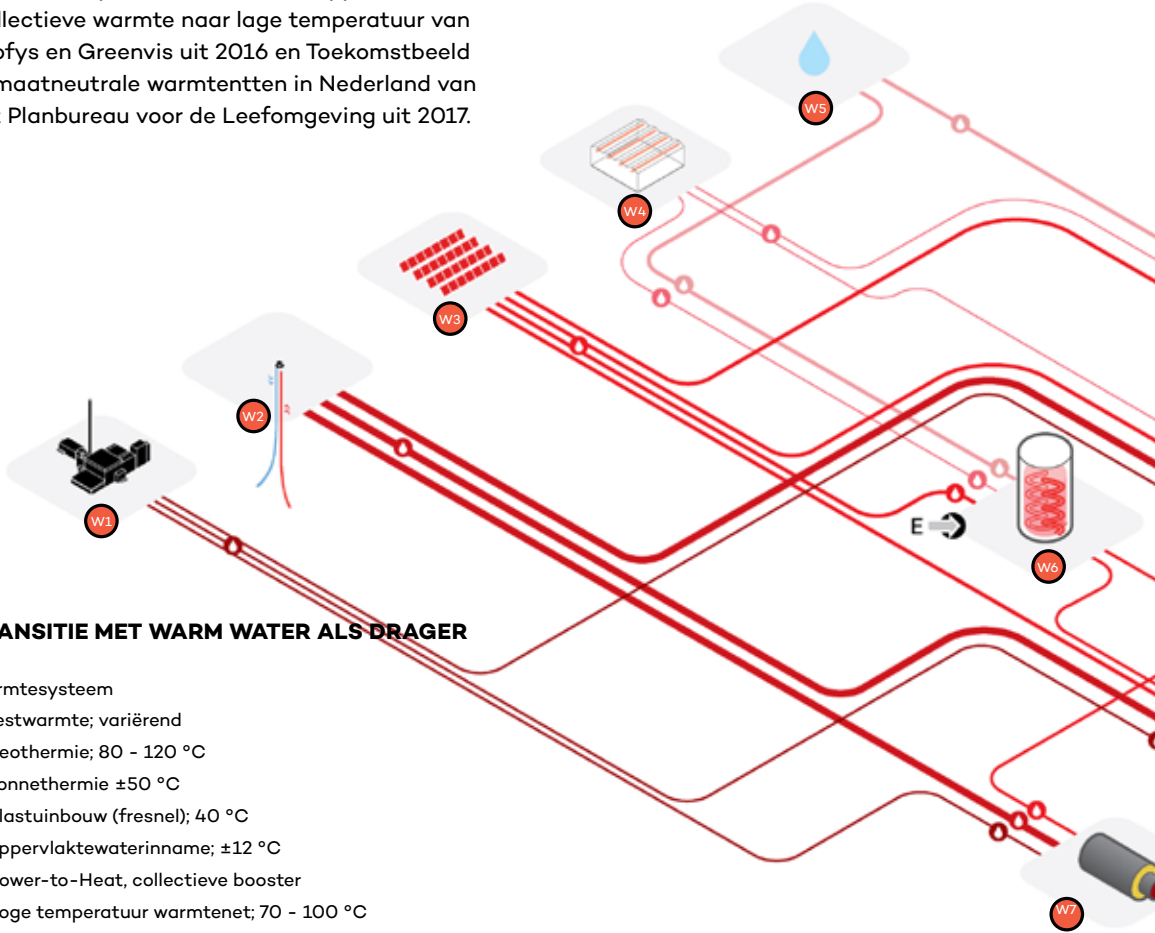 llectieve warmte naar lage temperatuur van
ofys en Greenvis uit 2016 en Toekomstbeeld
maatneutrale warmtentten in Nederland van
t Planbureau voor de Leefomgeving uit 2017.
W5
W4
W3
W2
W1
E
W6
W7
ANSITIE MET WARM WATER ALS DRAGER
rmtesysteem
estwarmte; variërend
eothermie; 80 - 120 °C
onnethermie ±50 °C
lastuinbouw (fresnel); 40 °C
ppervlaktewaterinname; ±12 °C
ower-to-Heat, collectieve booster
oge temperatuur warmtenet; 70 - 100 °C